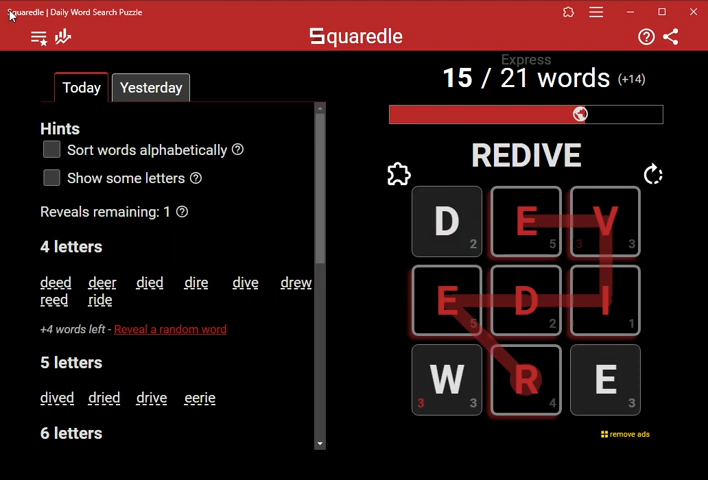 Squaredle | Daily Word Search Puzzle
Squaredle
Today
Yesterday
Hints
Sort words alphabetically
Show some letters
Reveals remaining: 1
4 letters
deed deer died dire dive drew
reed ride
+4 words left - Reveal a random word
5 letters
dived dried drive eerie
6 letters
Express
15 / 21 words (+14)
REDIVE
D 2 E 5 3 V 3
E 5 D 2 I 1
3 W 3 R 4 E 3
remove ads